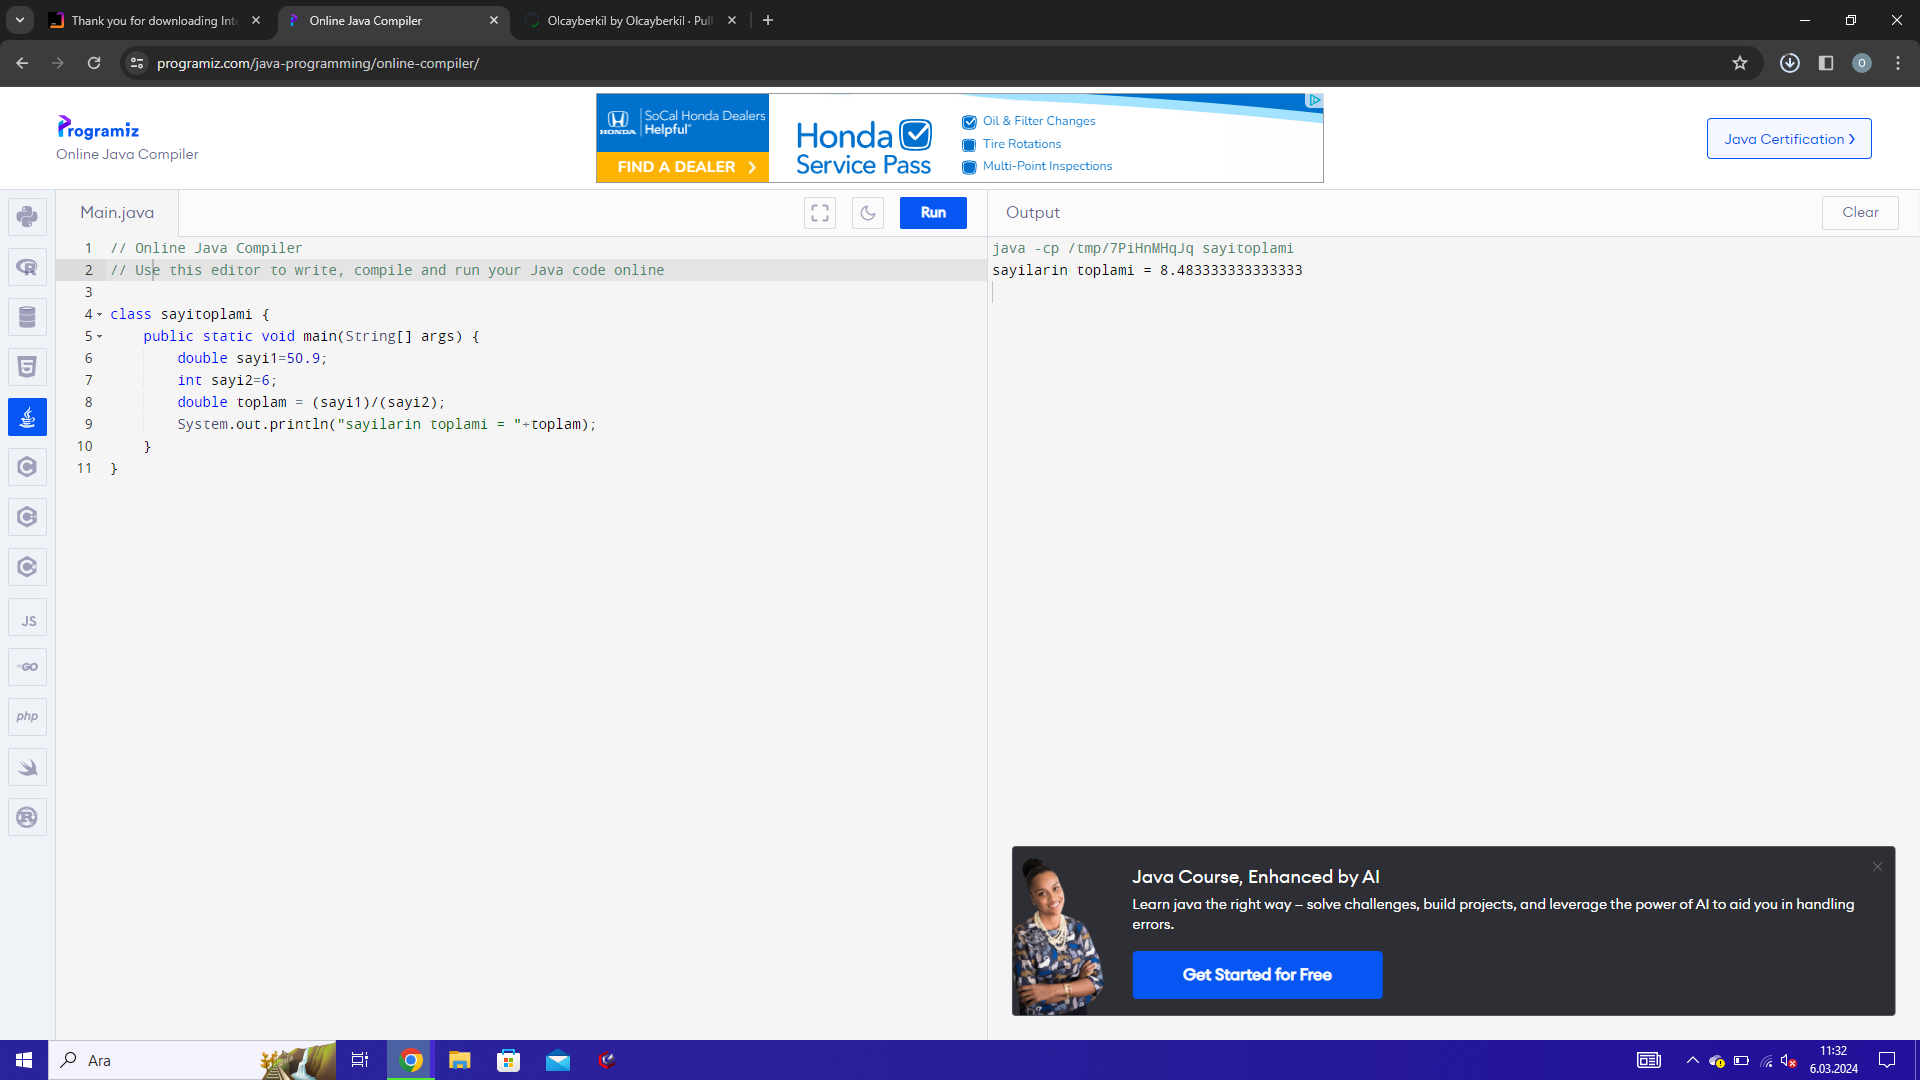 Thank you for downloading Inte
Online Java Compiler
Olcayberkil by Olcayberkil · Pull
programiz.com/java-programming/online-compiler/
O
Programiz
Online Java Compiler
HONDA
SoCal Honda Dealers
Helpful
FIND A DEALER
Honda
Service Pass
Oil & Filter Changes
Tire Rotations
Multi-Point Inspections
Java Certification
Main.java
Run
Output
Clear
1 // Online Java Compiler
2 // Use this editor to write, compile and run your Java code online
3
4 class sayitoplami {
5 public static void main(String[] args) {
6 double sayi1=50.9;
7 int sayi2=6;
8 double toplam = (sayi1)/(sayi2);
9 System.out.println("sayilarin toplami = "+toplam);
10 }
11 }
java -cp /tmp/7PiHnMHqJq sayitoplami
sayilarin toplami = 8.483333333333333
JS
GO
php
Java Course, Enhanced by AI
Learn java the right way – solve challenges, build projects, and leverage the power of AI to aid you in handling
errors.
Get Started for Free
Ara
11:32
6.03.2024